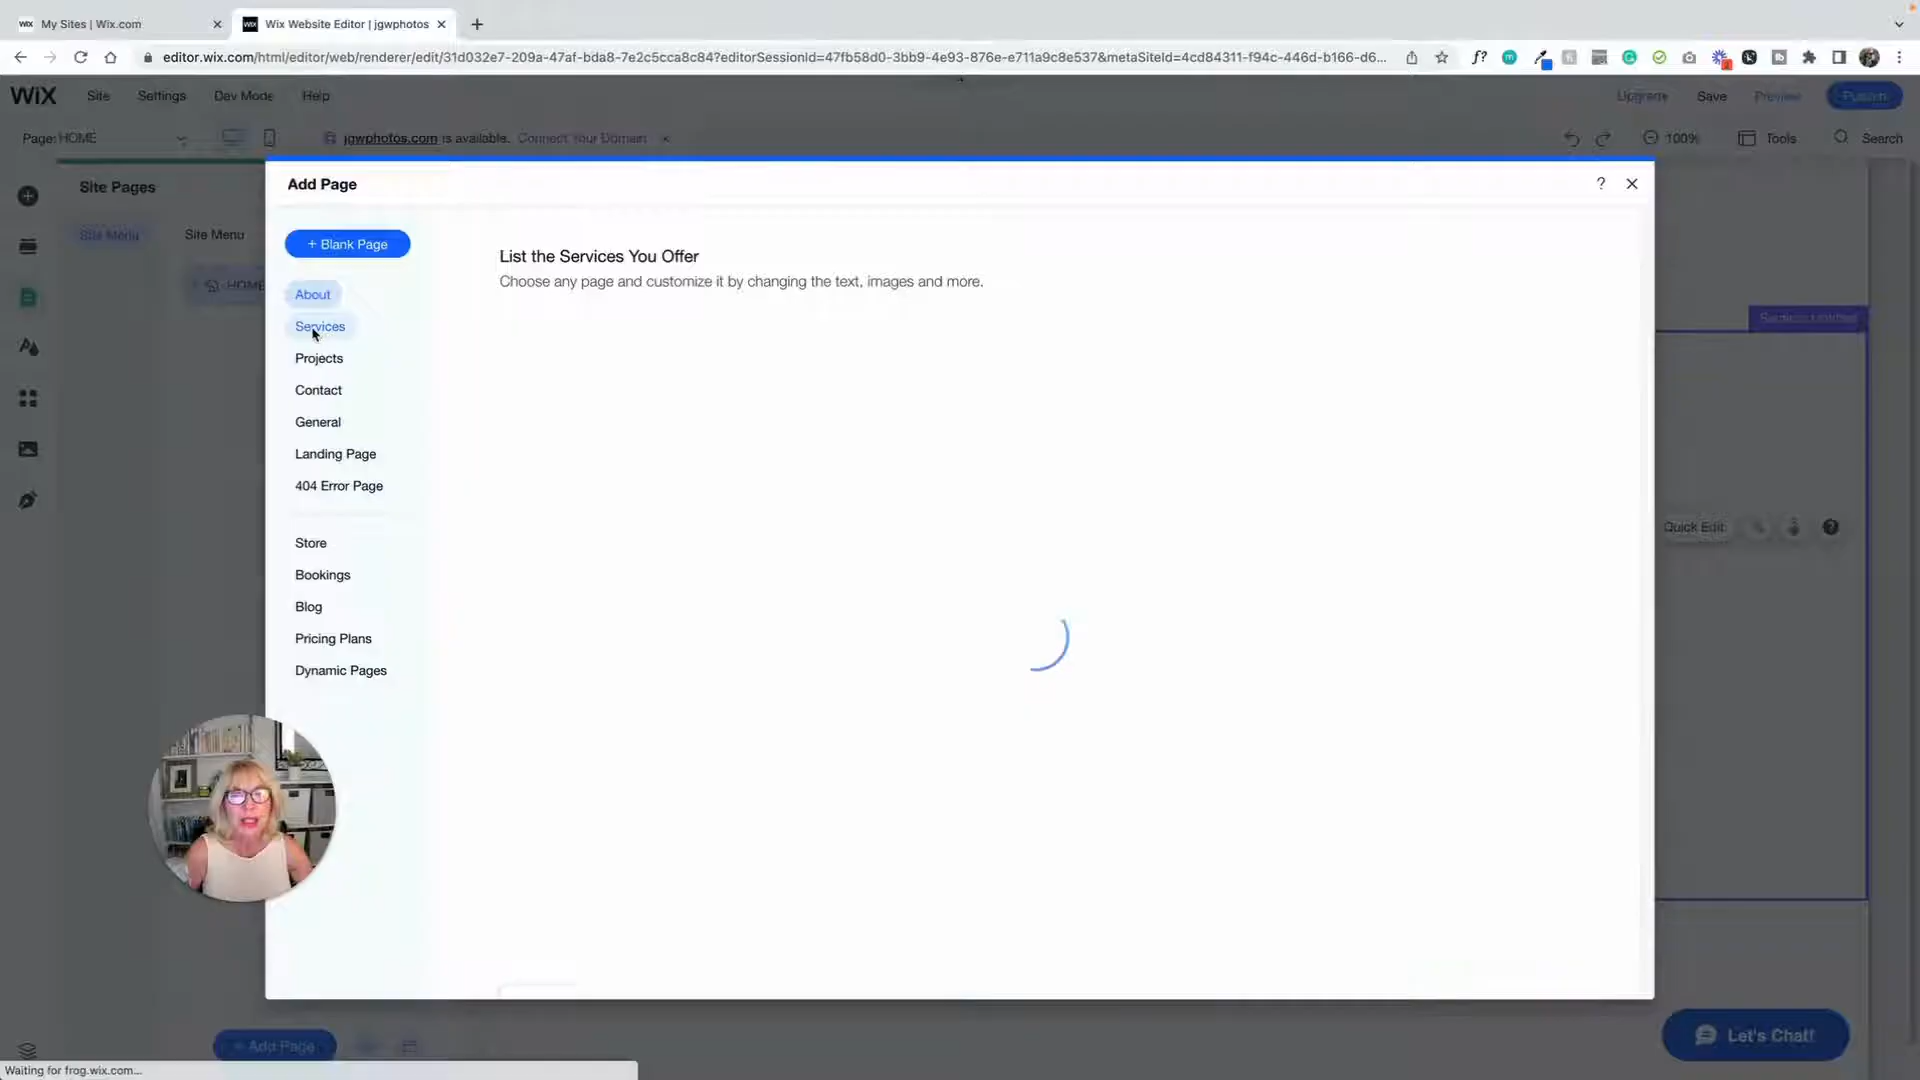 My Sites | Wix.com
Wix Website Editor | jgwphotos
editor.wix.com/html/editor/web/renderer/edit/31d032e7-209a-47af-bda8-7e2c5cca8c84?editorSessionId=47fb58d0-3bb9-4e93-876e-e711a9c8e537&metaSiteId=4cd84311-f94c-446d-b166-d6...
WiX Site Settings Dev Mode Help Upgrade Save Preview Publish
Page: HOME jgwphotos.com is available. Connect Your Domain 100% Tools Search
Site Pages
Site Menu Site Menu
HOME
Add Page ?
+ Blank Page
List the Services You Offer
Choose any page and customize it by changing the text, images and more.
About
Services
Projects
Contact
General
Landing Page
404 Error Page
Store
Bookings
Blog
Pricing Plans
Dynamic Pages
Quick Edit
+ Add Page
Let's Chat!
Waiting for frog.wix.com...